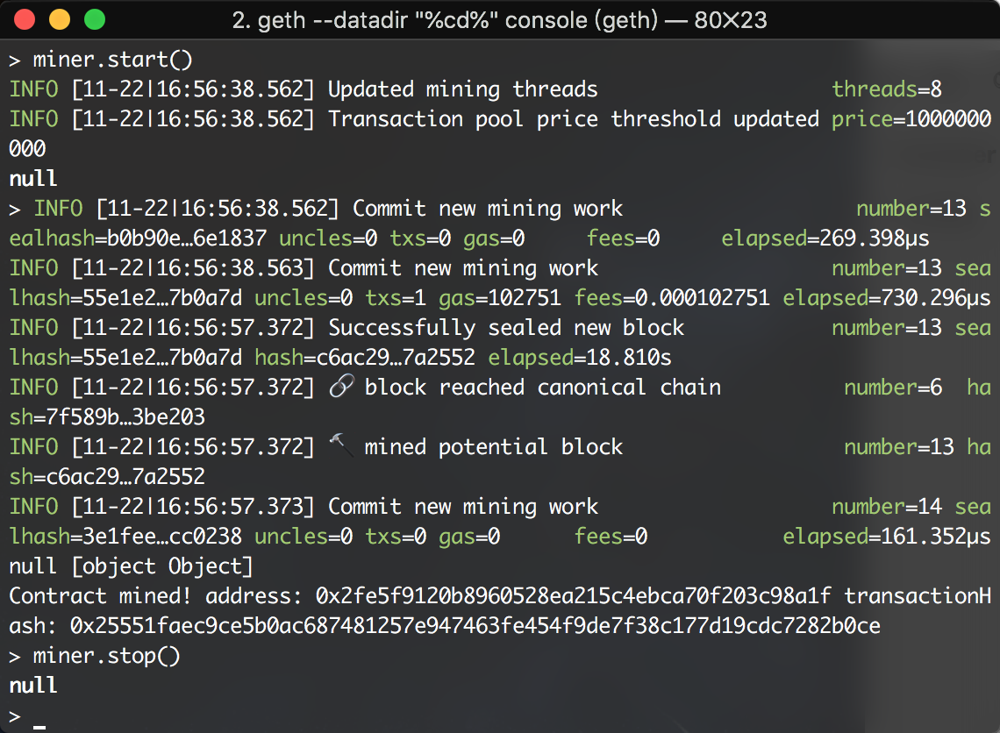 2. geth --datadir "%cd%" console (geth) — 80×23
> miner.start()
INFO [11-22|16:56:38.562] Updated mining threads                   threads=8
INFO [11-22|16:56:38.562] Transaction pool price threshold updated price=1000000
000
null
> INFO [11-22|16:56:38.562] Commit new mining work                   number=13 s
ealhash=b0b90e…6e1837 uncles=0 txs=0 gas=0     fees=0     elapsed=269.398µs
INFO [11-22|16:56:38.563] Commit new mining work                   number=13 sea
lhash=55e1e2…7b0a7d uncles=0 txs=1 gas=102751 fees=0.000102751 elapsed=730.296µs
INFO [11-22|16:56:57.372] Successfully sealed new block            number=13 sea
lhash=55e1e2…7b0a7d hash=c6ac29…7a2552 elapsed=18.810s
INFO [11-22|16:56:57.372] 🔗 block reached canonical chain          number=6  ha
sh=7f589b…3be203
INFO [11-22|16:56:57.372] 🔨 mined potential block                  number=13 ha
sh=c6ac29…7a2552
INFO [11-22|16:56:57.373] Commit new mining work                   number=14 sea
lhash=3e1fee…cc0238 uncles=0 txs=0 gas=0      fees=0           elapsed=161.352µs
null [object Object]
Contract mined! address: 0x2fe5f9120b8960528ea215c4ebca70f203c98a1f transactionH
ash: 0x25551faec9ce5b0ac687481257e947463fe454f9de7f38c177d19cdc7282b0ce
> miner.stop()
null
>